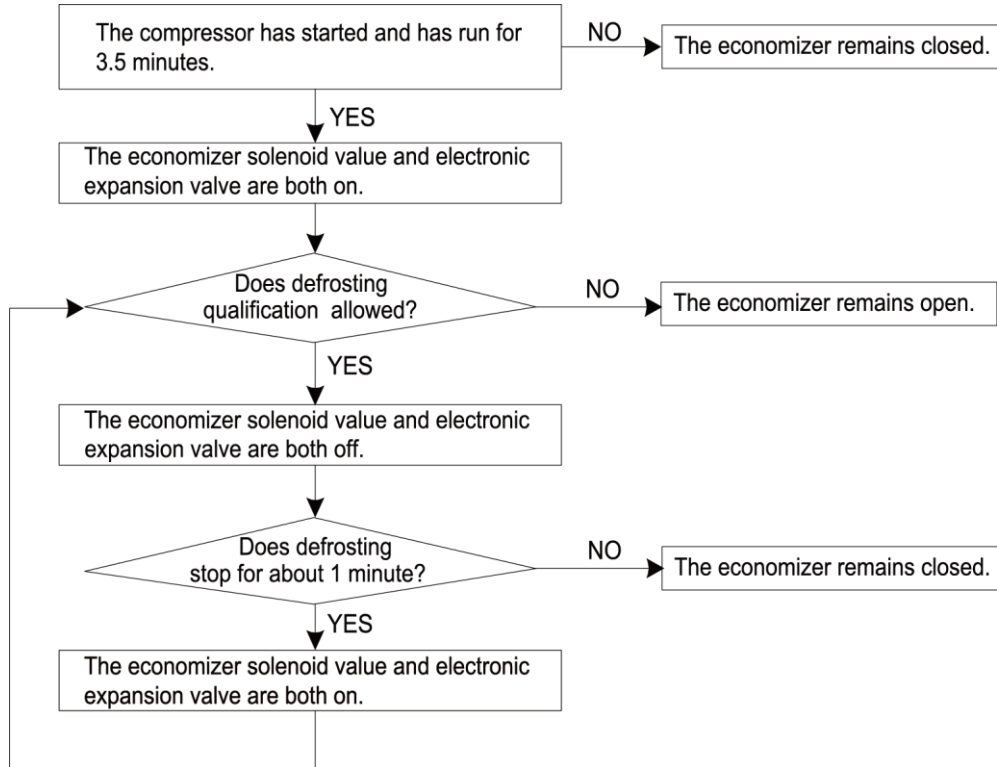 The compressor has started and has run for
3.5 minutes.
NO
The economizer remains closed.
YES
The economizer solenoid value and electronic
expansion valve are both on.
Does defrosting
qualification allowed?
NO
The economizer remains open.
YES
The economizer solenoid value and electronic
expansion valve are both off.
Does defrosting
stop for about 1 minute?
NO
The economizer remains closed.
YES
The economizer solenoid value and electronic
expansion valve are both on.